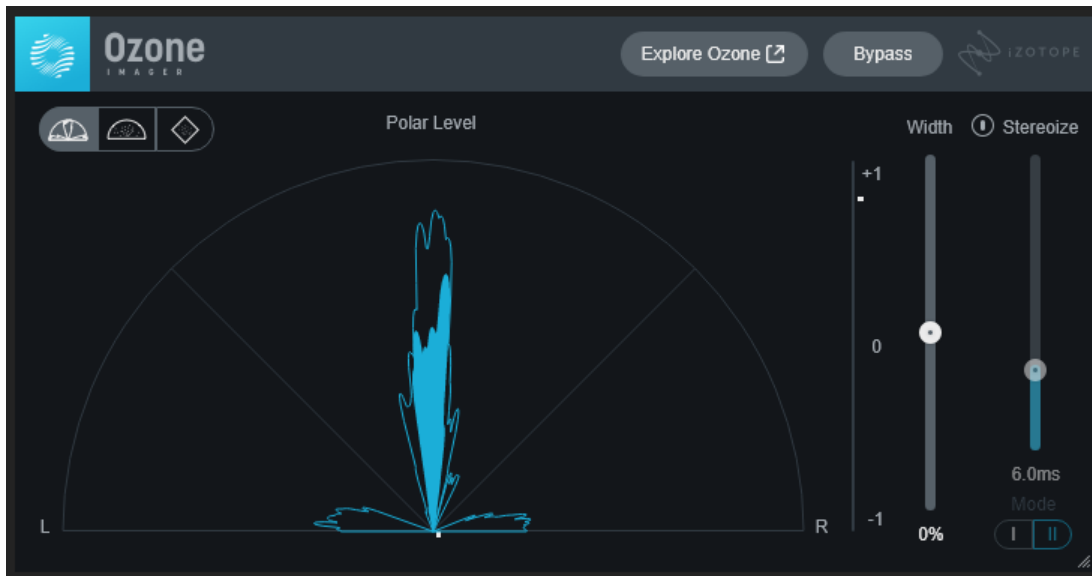 Ozone
IMAGER
Explore Ozone
Bypass
iZOTOPE
Polar Level
Width
Stereoize
+1
0
-1
L
R
0%
6.0ms
Mode
I
II